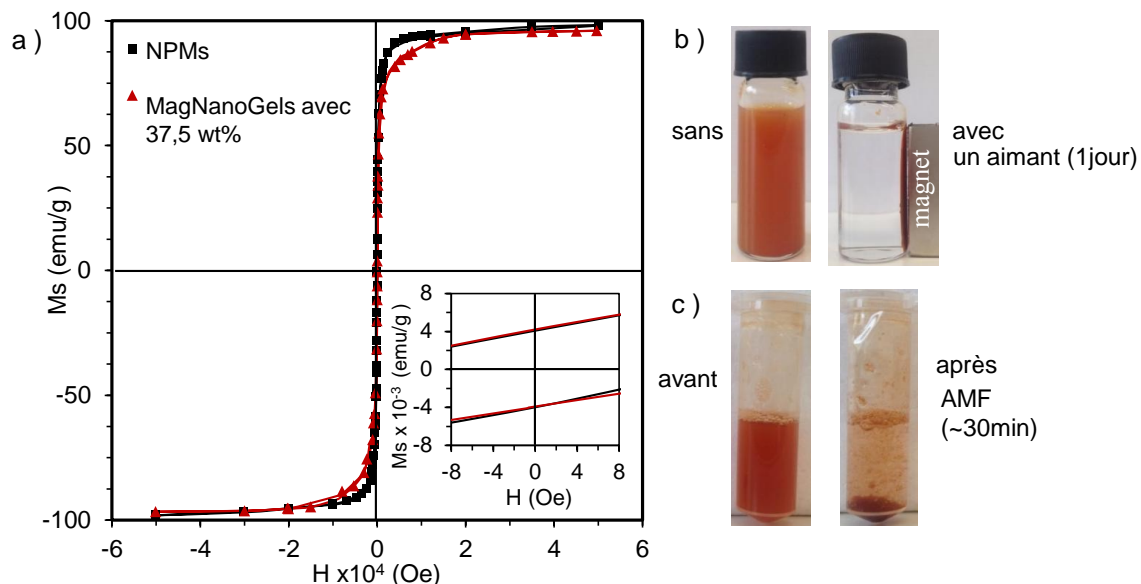 a )
NPMs
MagNanoGels avec
37,5 wt%
100
50
0
-50
-100
Ms (emu/g)
-6
-4
-2
0
2
4
6
H x10⁴ (Oe)
8
4
0
-4
-8
Ms x 10⁻³ (emu/g)
-8
-4
0
4
8
H (Oe)
b )
sans
magnet
avec
un aimant (1jour)
c )
avant
après
AMF
(~30min)